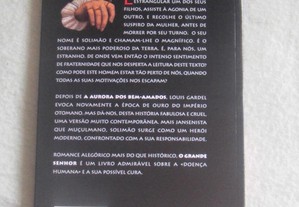 ESTRANGULAR UM DOS SEUS
FILHOS, ASSISTE À AGONIA DE UM
OUTRO, E RECOLHE O ÚLTIMO
SUSPIRO DA MULHER, ANTES
DE MORRER POR SEU TURNO. O SEU
NOME É SOLIMÃO E CHAMAM-LHE O MAGNÍFICO. É O
SOBERANO MAIS PODEROSO DA TERRA. É, PARA NÓS, UM
ESTRANHO. DE ONDE VEM ENTÃO O INTENSO SENTIMENTO
DE FRATERNIDADE QUE NOS DESPERTA A LEITURA DESTE TEXTO?
COMO PODE ESTE HOMEM ESTAR TÃO PERTO DE NÓS, QUANDO
TODAS AS SUAS MOTIVAÇÕES NOS ESCAPAM?
DEPOIS DE A AURORA DOS BEM-AMADOS, LOUIS GARDEL
EVOCA NOVAMENTE A ÉPOCA DE OURO DO IMPÉRIO
OTOMANO. MAS DÁ-NOS, DESTA HISTÓRIA FABULOSA E CRUEL,
UMA VERSÃO MUITO CONTEMPORÂNEA. MAIS JANSENISTA
QUE MUÇULMANO, SOLIMÃO SURGE COMO UM HERÓI
MODERNO, CONFRONTADO COM A SUA RESPONSABILIDADE.
ROMANCE ALEGÓRICO MAIS DO QUE HISTÓRICO, O GRANDE
SENHOR É UM LIVRO ADMIRÁVEL SOBRE A «DOENÇA
HUMANA» E A SUA POSSÍVEL CURA.